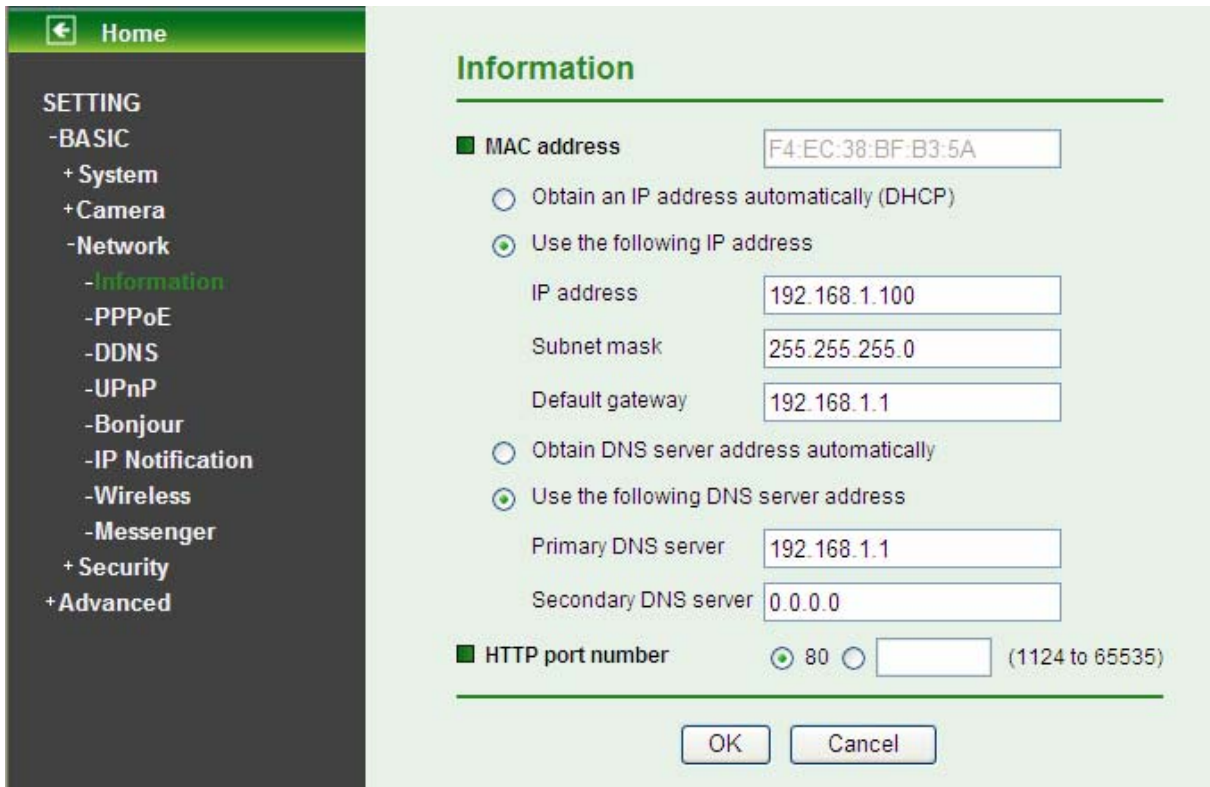 Home
SETTING
-BASIC
+System
+Camera
-Network
-Information
-PPPoE
-DDNS
-UPnP
-Bonjour
-IP Notification
-Wireless
-Messenger
+Security
+Advanced
Information
MAC address F4:EC:38:BF:B3:5A
Obtain an IP address automatically (DHCP)
Use the following IP address
IP address 192.168.1.100
Subnet mask 255.255.255.0
Default gateway 192.168.1.1
Obtain DNS server address automatically
Use the following DNS server address
Primary DNS server 192.168.1.1
Secondary DNS server 0.0.0.0
HTTP port number 80 (1124 to 65535)
OK Cancel